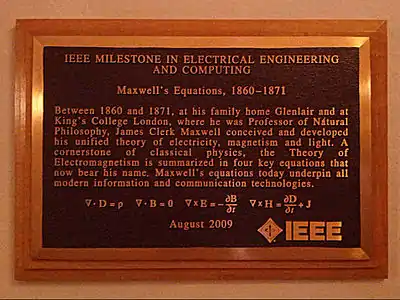 IEEE MILESTONE IN ELECTRICAL ENGINEERING
AND COMPUTING
Maxwell's Equations, 1860–1871
Between 1860 and 1871, at his family home Glenlair and at
King's College London, where he was Professor of Natural
Philosophy, James Clerk Maxwell conceived and developed
his unified theory of electricity, magnetism and light. A
cornerstone of classical physics, the Theory of
Electromagnetism is summarized in four key equations that
now bear his name. Maxwell's equations today underpin all
modern information and communication technologies.
∇·D=ρ ∇·B=0 ∇×E=-∂B/∂t ∇×H=∂D/∂t+J
August 2009
IEEE